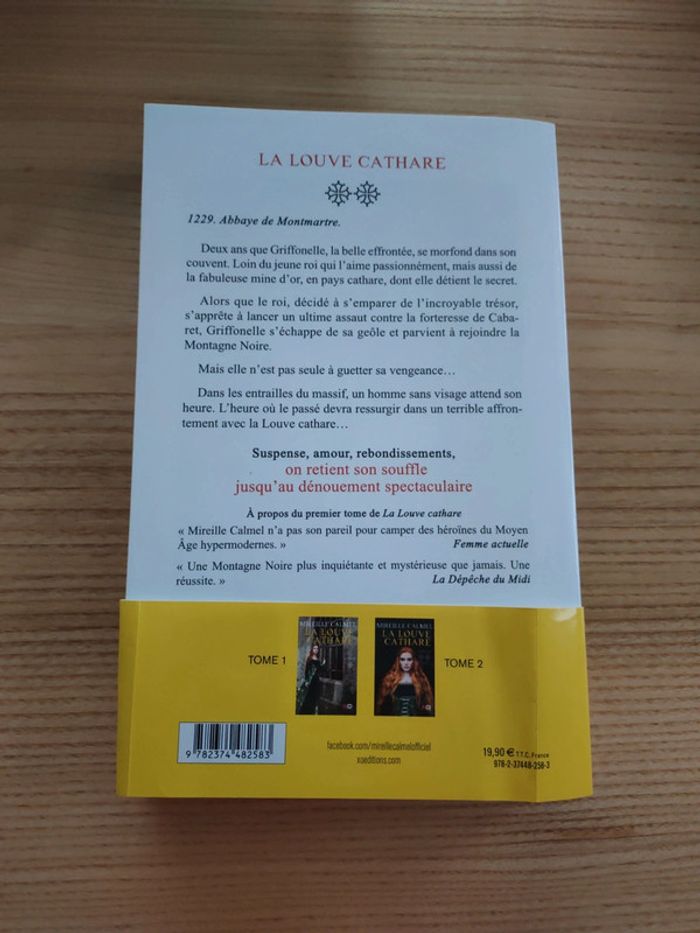 LA LOUVE CATHARE
1229. Abbaye de Montmartre.
Deux ans que Griffonelle, la belle effrontée, se morfond dans son
couvent. Loin du jeune roi qui l'aime passionnément, mais aussi de
la fabuleuse mine d'or, en pays cathare, dont elle détient le secret.
Alors que le roi, décidé à s'emparer de l'incroyable trésor,
s'apprête à lancer un ultime assaut contre la forteresse de Caba-
ret, Griffonelle s'échappe de sa geôle et parvient à rejoindre la
Montagne Noire.
Mais elle n'est pas seule à guetter sa vengeance…
Dans les entrailles du massif, un homme sans visage attend son
heure. L'heure où le passé devra ressurgir dans un terrible affron-
tement avec la Louve cathare…
Suspense, amour, rebondissements,
on retient son souffle
jusqu'au dénouement spectaculaire
À propos du premier tome de La Louve cathare
« Mireille Calmel n'a pas son pareil pour camper des héroïnes du Moyen
Âge hypermodernes. » Femme actuelle
« Une Montagne Noire plus inquiétante et mystérieuse que jamais. Une
réussite. » La Dépêche du Midi
TOME 1
MIREILLE CALMEL
LA LOUVE
CATHARE
MIREILLE CALMEL
LA LOUVE
CATHARE
TOME 2
9 782374 482583
facebook.com/mireillecalmelofficiel
xoeditions.com
19,90 € T.T.C. France
978-2-37448-258-3